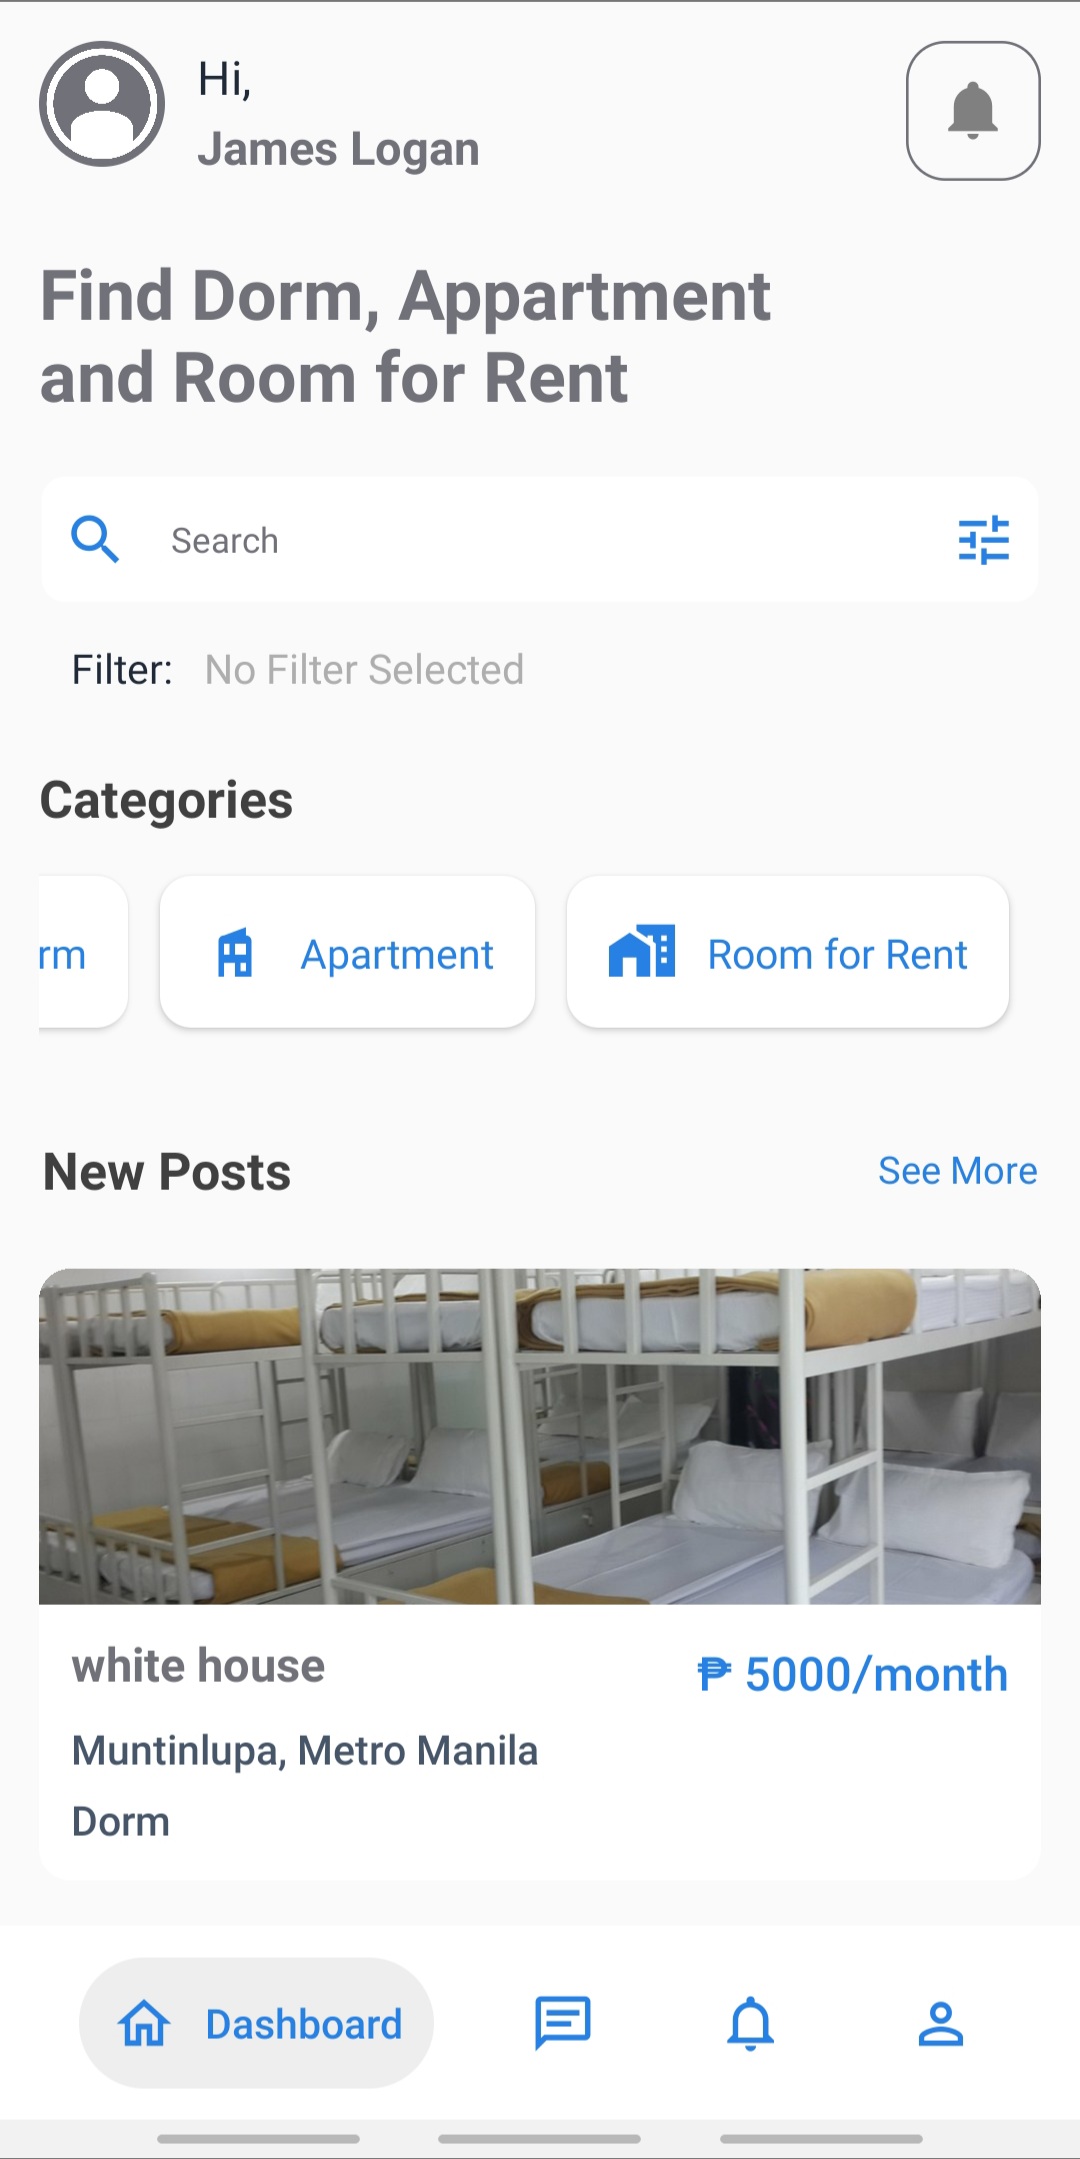 Hi,
James Logan
Find Dorm, Appartment
and Room for Rent
Search
Filter: No Filter Selected
Categories
rm
Apartment
Room for Rent
New Posts
See More
white house
₱ 5000/month
Muntinlupa, Metro Manila
Dorm
Dashboard